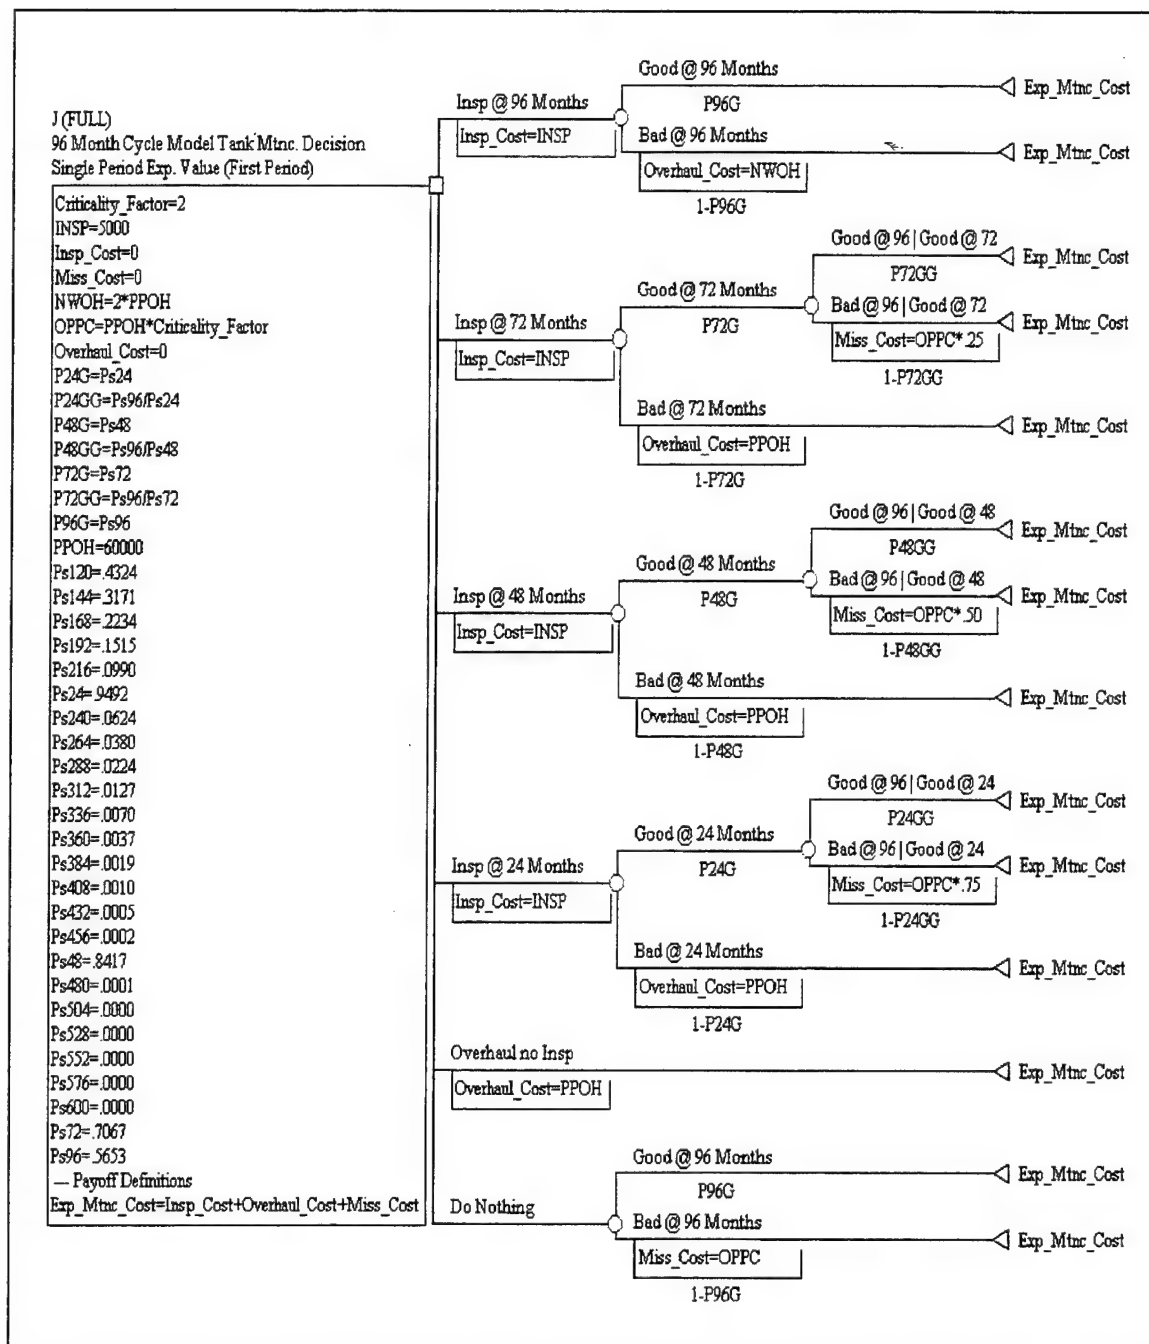 J (FULL)
96 Month Cycle Model Tank Mtnc. Decision
Single Period Exp. Value (First Period)
Criticality_Factor=2
INSP=5000
Insp_Cost=0
Miss_Cost=0
NWOH=2*PPOH
OPPC=PPOH*Criticality_Factor
Overhaul_Cost=0
P24G=Ps24
P24GG=Ps96/Ps24
P48G=Ps48
P48GG=Ps96/Ps48
P72G=Ps72
P72GG=Ps96/Ps72
P96G=Ps96
PPOH=60000
Ps120=.4324
Ps144=.3171
Ps168=.2234
Ps192=.1515
Ps216=.0990
Ps24=.9492
Ps240=.0624
Ps264=.0380
Ps288=.0224
Ps312=.0127
Ps336=.0070
Ps360=.0037
Ps384=.0019
Ps408=.0010
Ps432=.0005
Ps456=.0002
Ps48=.8417
Ps480=.0001
Ps504=.0000
Ps528=.0000
Ps552=.0000
Ps576=.0000
Ps600=.0000
Ps72=.7067
Ps96=.5653
— Payoff Definitions
Exp_Mtnc_Cost=Insp_Cost+Overhaul_Cost+Miss_Cost
Insp @ 96 Months
Insp_Cost=INSP
Good @ 96 Months
P96G
Exp_Mtnc_Cost
Bad @ 96 Months
Overhaul_Cost=NWOH
1-P96G
Exp_Mtnc_Cost
Insp @ 72 Months
Insp_Cost=INSP
Good @ 72 Months
P72G
Good @ 96 | Good @ 72
P72GG
Exp_Mtnc_Cost
Bad @ 96 | Good @ 72
Miss_Cost=OPPC*.25
1-P72GG
Exp_Mtnc_Cost
Bad @ 72 Months
Overhaul_Cost=PPOH
1-P72G
Exp_Mtnc_Cost
Insp @ 48 Months
Insp_Cost=INSP
Good @ 48 Months
P48G
Good @ 96 | Good @ 48
P48GG
Exp_Mtnc_Cost
Bad @ 96 | Good @ 48
Miss_Cost=OPPC*.50
1-P48GG
Exp_Mtnc_Cost
Bad @ 48 Months
Overhaul_Cost=PPOH
1-P48G
Exp_Mtnc_Cost
Insp @ 24 Months
Insp_Cost=INSP
Good @ 24 Months
P24G
Good @ 96 | Good @ 24
P24GG
Exp_Mtnc_Cost
Bad @ 96 | Good @ 24
Miss_Cost=OPPC*.75
1-P24GG
Exp_Mtnc_Cost
Bad @ 24 Months
Overhaul_Cost=PPOH
1-P24G
Exp_Mtnc_Cost
Overhaul no Insp
Overhaul_Cost=PPOH
Exp_Mtnc_Cost
Do Nothing
Good @ 96 Months
P96G
Exp_Mtnc_Cost
Bad @ 96 Months
Miss_Cost=OPPC
1-P96G
Exp_Mtnc_Cost